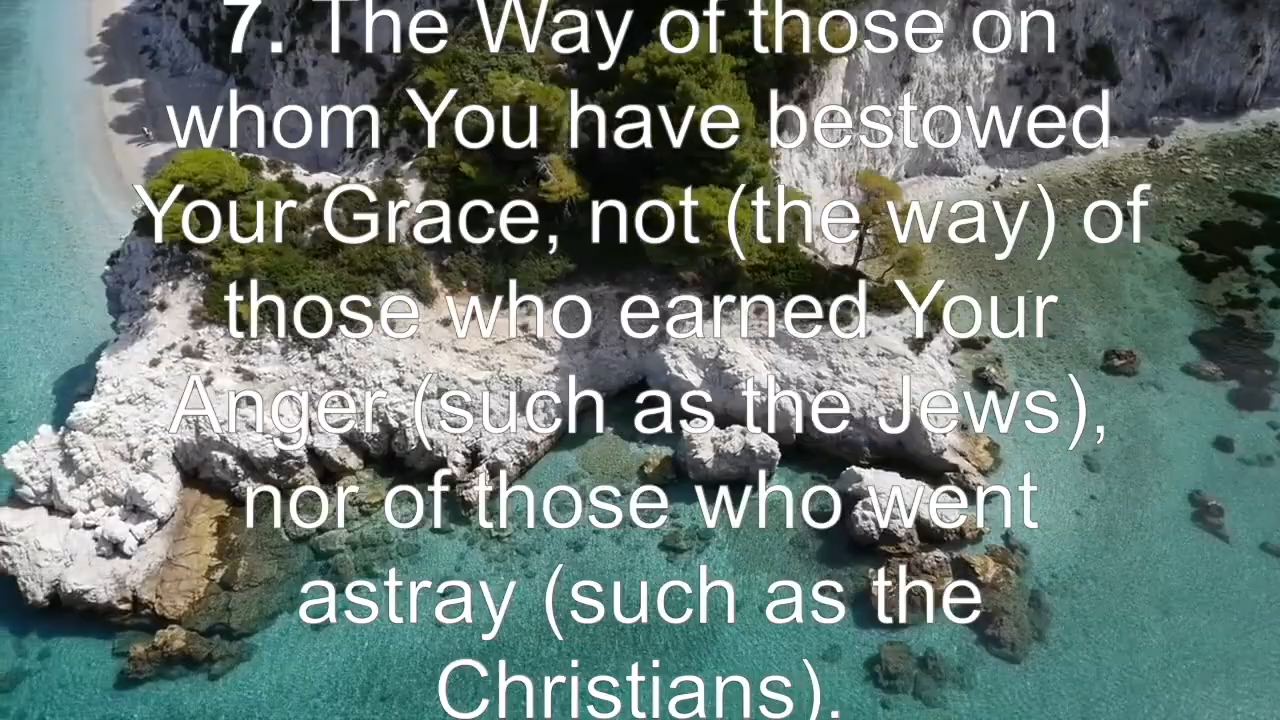 7. The Way of those on
whom You have bestowed
Your Grace, not (the way) of
those who earned Your
Anger (such as the Jews),
nor of those who went
astray (such as the
Christians).